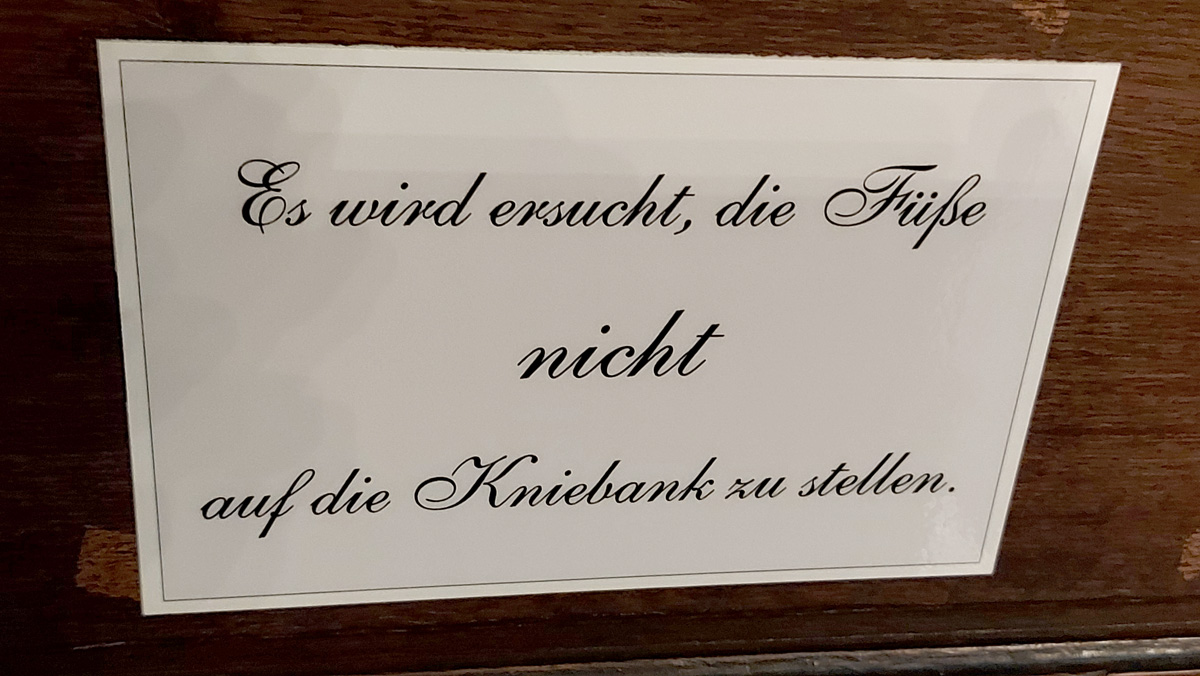 Es wird ersucht, die Füße
nicht
auf die Kniebank zu stellen.